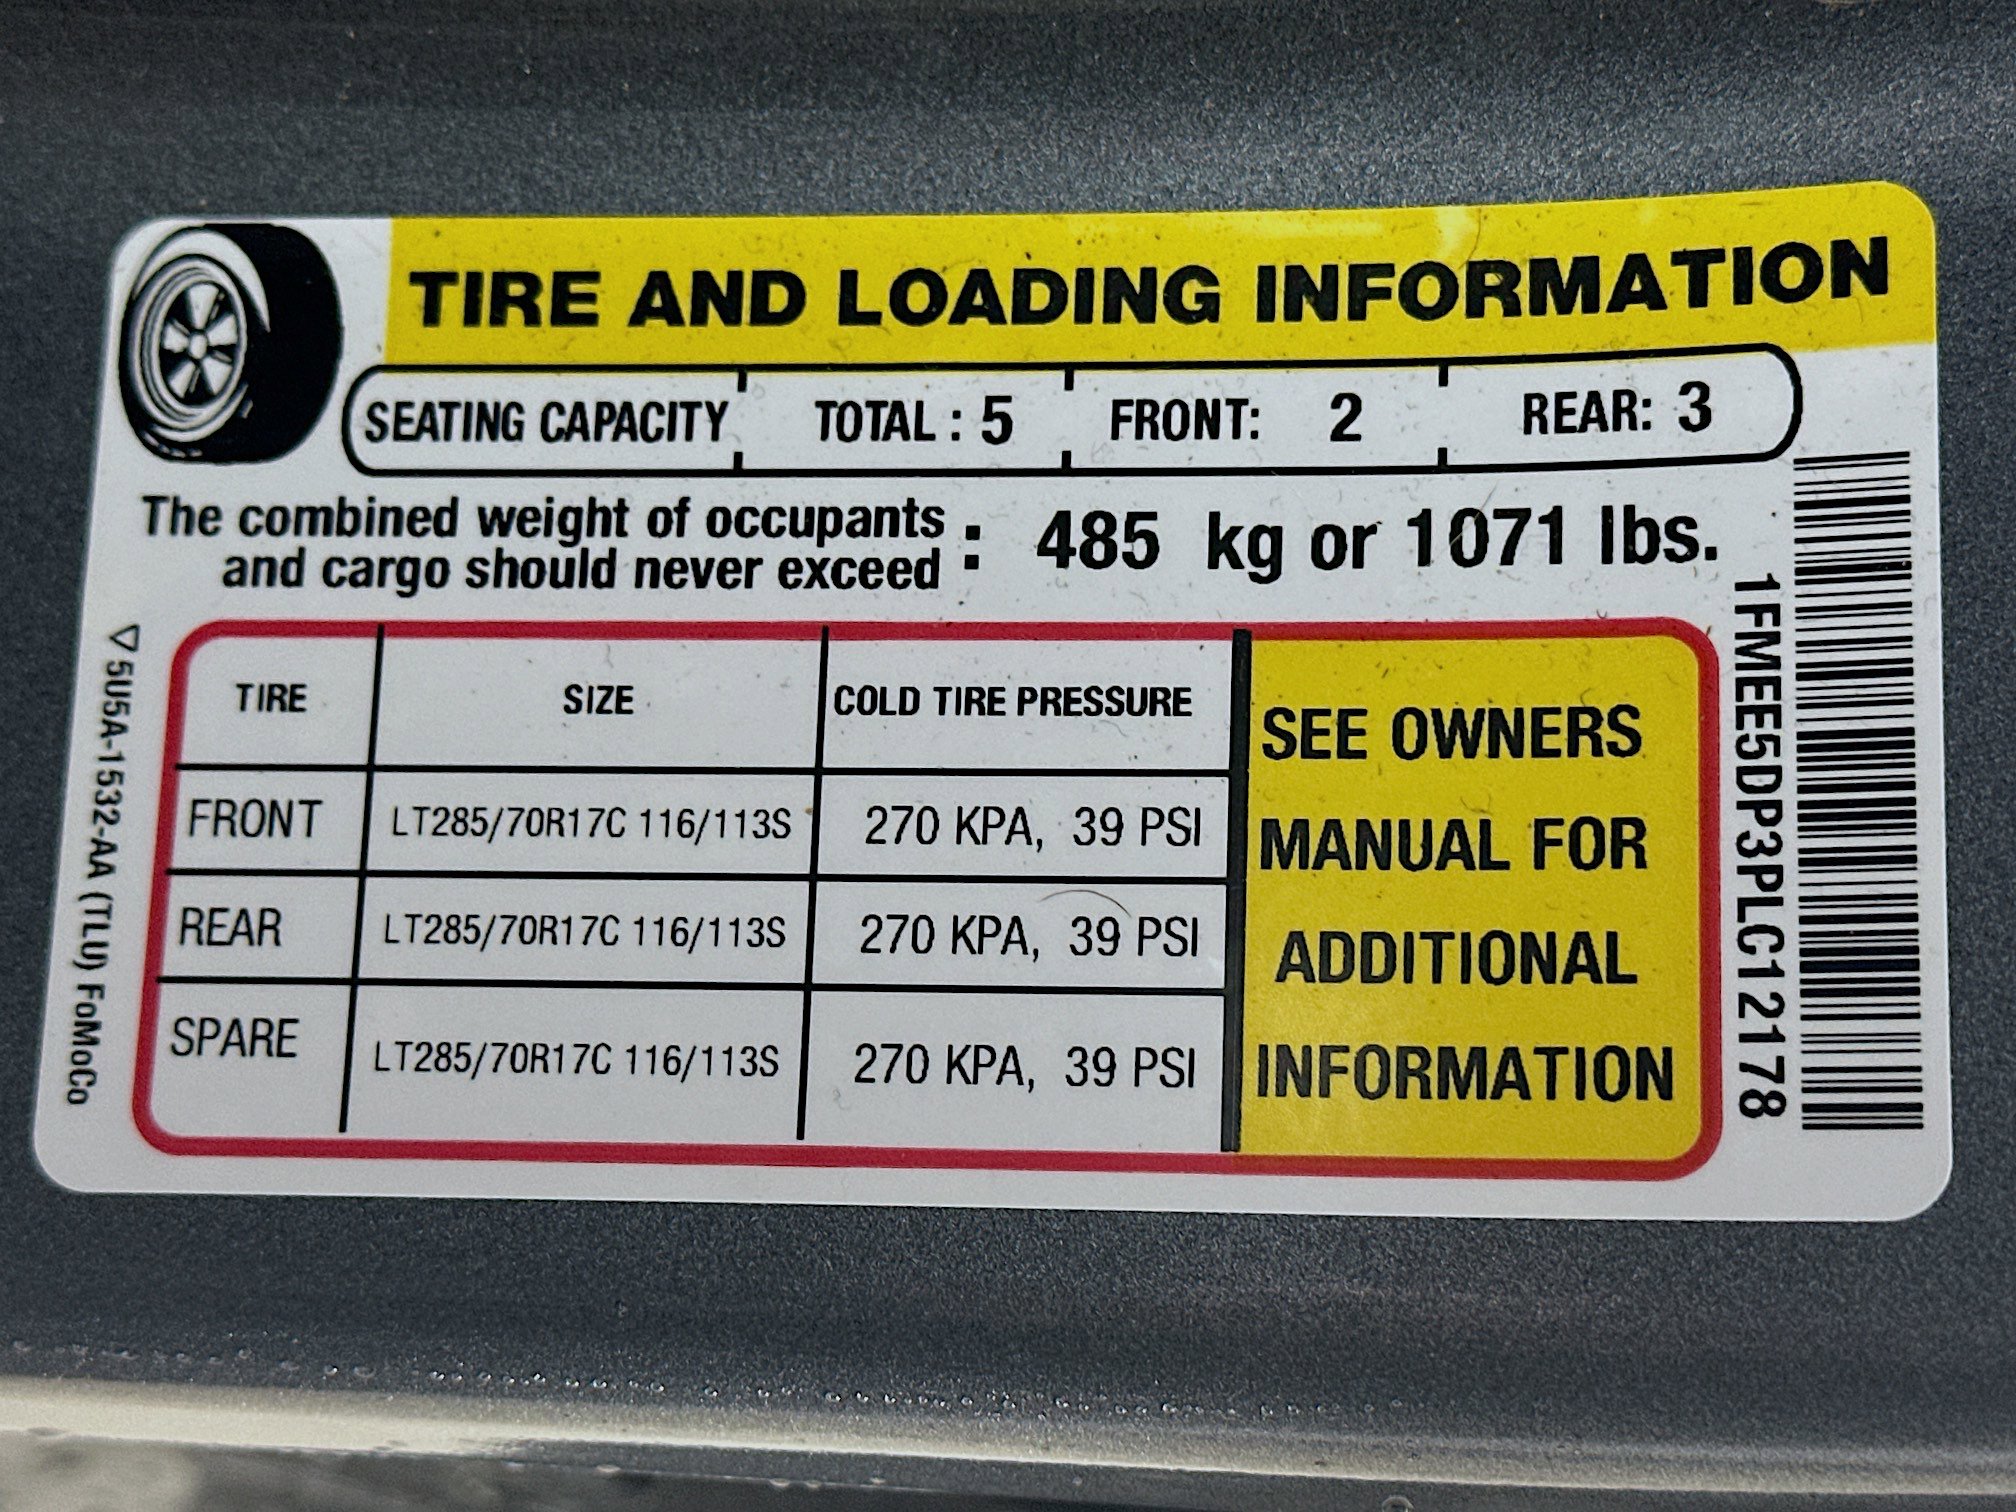 TIRE AND LOADING INFORMATION
SEATING CAPACITY TOTAL : 5 FRONT: 2 REAR: 3
The combined weight of occupants
and cargo should never exceed : 485 kg or 1071 lbs.
TIRE SIZE COLD TIRE PRESSURE
FRONT LT285/70R17C 116/113S 270 KPA, 39 PSI
REAR LT285/70R17C 116/113S 270 KPA, 39 PSI
SPARE LT285/70R17C 116/113S 270 KPA, 39 PSI
SEE OWNERS
MANUAL FOR
ADDITIONAL
INFORMATION
1FMEE5DP3PLC12178
5U5A-1532-AA (TLU) FoMoCo